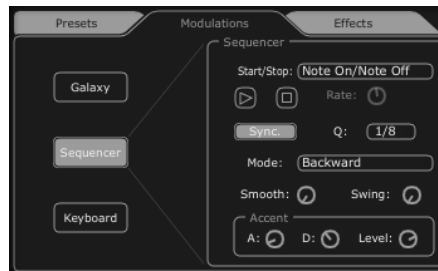 Presets Modulations Effects
Sequencer
Start/Stop: Note On/Note Off
Galaxy
Rate:
Sync. Q: 1/8
Sequencer
Mode: Backward
Smooth: Swing:
Keyboard
Accent
A: D: Level: